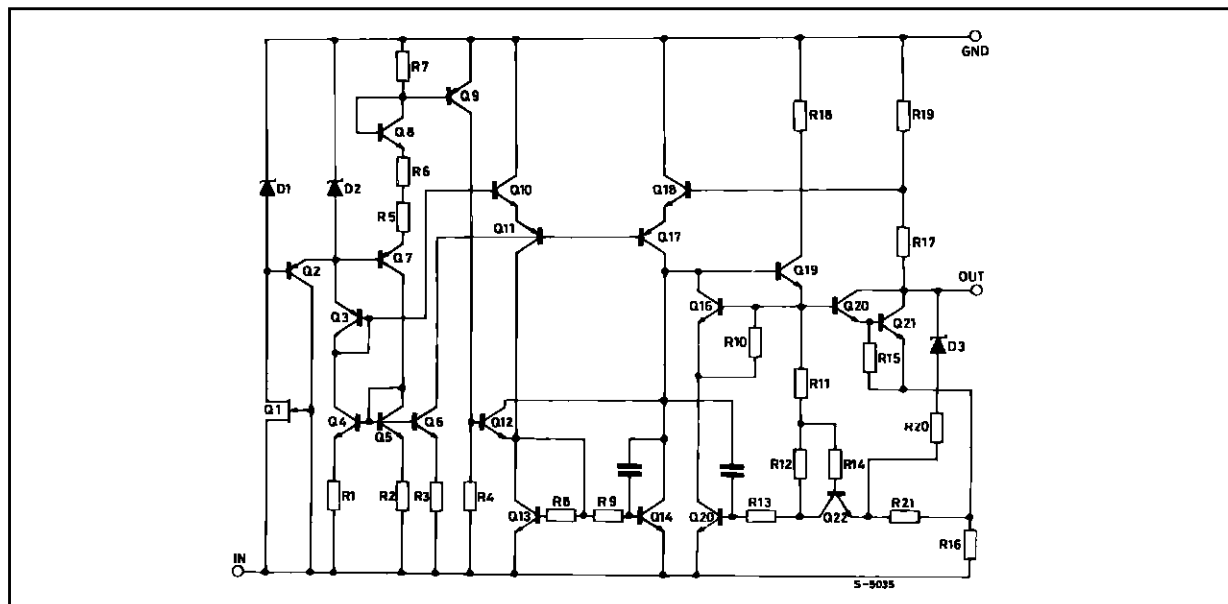 GND
R7
Q9
Q8
R18
R19
R6
D1
D2
Q10
Q18
R5
Q11
Q17
R17
Q2
Q7
Q19
OUT
Q3
Q16
Q20
Q21
R10
R15
D3
R11
Q1
Q4
Q5
Q6
Q12
R20
R12
R14
R1
R2
R3
R4
R8
R9
R13
R21
Q13
Q14
Q20
Q22
R16
IN
S-5035